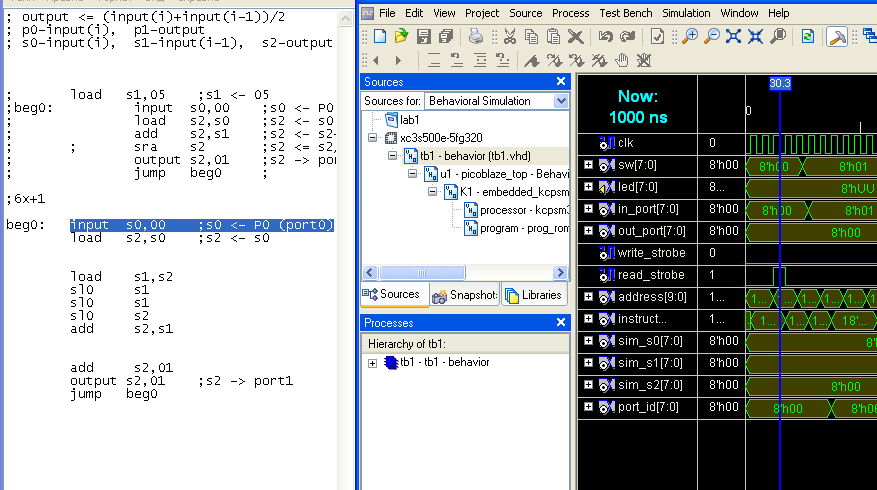 ; output <= (input(i)+input(i-1))/2
; p0-input(i), p1-output
; s0-input(i), s1-input(i-1), s2-output
; load s1,05 ;s1 <- 05
;beg0: input s0,00 ;s0 <- P0
; load s2,s0 ;s2 <- s0
; add s2,s1 ;s2 <- s2-
; ; sra s2 ;s2 <= s2,
; output s2,01 ;s2 -> por
; jump beg0 ;
;6x+1
beg0: input s0,00 ;s0 <- P0 (port0)
load s2,s0 ;s2 <- s0
load s1,s2
sl0 s1
sl0 s1
sl0 s2
add s2,s1
add s2,01
output s2,01 ;s2 -> port1
jump beg0
File Edit View Project Source Process Test Bench Simulation Window Help
Sources
Sources for: Behavioral Simulation
lab1
xc3s500e-5fg320
tb1 - behavior (tb1.vhd)
u1 - picoblaze_top - Behavi
K1 - embedded_kcpsm
processor - kcpsm3
program - prog_rom
Sources Snapshot: Libraries
Processes
Hierarchy of tb1:
tb1 - tb1 - behavior
30.3
Now:
1000 ns
0
clk 0
sw[7:0] 8'h00 8'h00 8'h01
led[7:0] 8... 8'hUU
in_port[7:0] 8'h00 8'h00 8'h01
out_port[7:0] 8'h00 8'h00
write_strobe 0
read_strobe 1
address[9:0] 1... 1... 1... 1... 1... 1... 1...
instruct... 1... 1... 1... 1... 18'...
sim_s0[7:0] 8'h00 8'h
sim_s1[7:0] 8'h00 8'h
sim_s2[7:0] 8'h00 8'h00
port_id[7:0] 8'h00 8'h00 8'h06